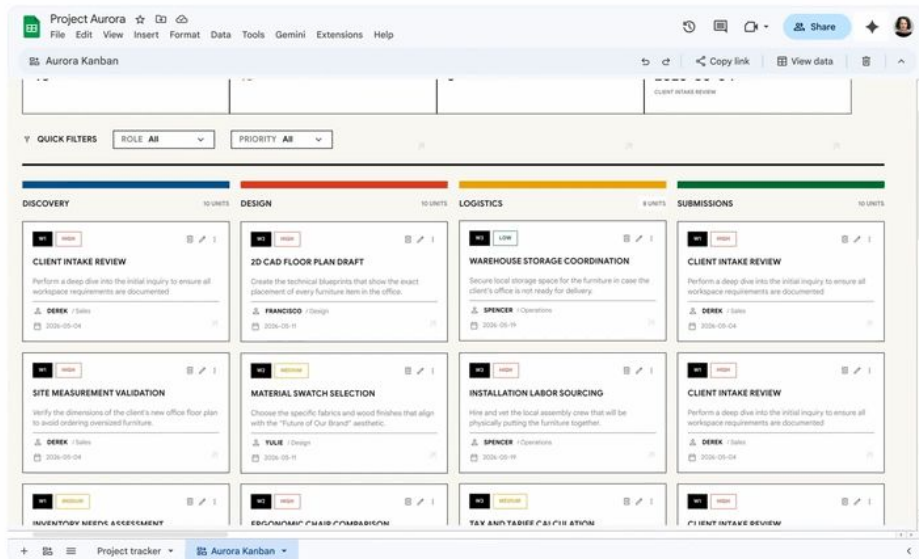 Project Aurora
File Edit View Insert Format Data Tools Gemini Extensions Help
Share
Aurora Kanban
Copy link
View data
CLIENT INTAKE REVIEW
QUICK FILTERS
ROLE All
PRIORITY All
DISCOVERY 10 UNITS
DESIGN 10 UNITS
LOGISTICS 8 UNITS
SUBMISSIONS 10 UNITS
W1 HIGH
CLIENT INTAKE REVIEW
Perform a deep dive into the initial inquiry to ensure all
workspace requirements are documented
DEREK / Sales
2026-05-04
W2 HIGH
2D CAD FLOOR PLAN DRAFT
Create the technical blueprints that show the exact
placement of every furniture item in the office.
FRANCISCO / Design
2026-05-11
W3 LOW
WAREHOUSE STORAGE COORDINATION
Secure local storage space for the furniture in case the
client's office is not ready for delivery.
SPENCER / Operations
2026-05-19
W1 HIGH
CLIENT INTAKE REVIEW
Perform a deep dive into the initial inquiry to ensure all
workspace requirements are documented
DEREK / Sales
2026-05-04
W1 HIGH
SITE MEASUREMENT VALIDATION
Verify the dimensions of the client's new office floor plan
to avoid ordering oversized furniture.
DEREK / Sales
2026-05-04
W2 MEDIUM
MATERIAL SWATCH SELECTION
Choose the specific fabrics and wood finishes that align
with the "Future of Our Brand" aesthetic.
YULIE / Design
2026-05-11
W3 HIGH
INSTALLATION LABOR SOURCING
Hire and vet the local assembly crew that will be
physically putting the furniture together.
SPENCER / Operations
2026-05-19
W1 HIGH
CLIENT INTAKE REVIEW
Perform a deep dive into the initial inquiry to ensure all
workspace requirements are documented
DEREK / Sales
2026-05-04
W1 MEDIUM
INVENTORY NEEDS ASSESSMENT
W2 HIGH
ERGONOMIC CHAIR COMPARISON
W3 MEDIUM
TAX AND TARIFF CALCULATION
W1 HIGH
CLIENT INTAKE REVIEW
Project tracker
Aurora Kanban